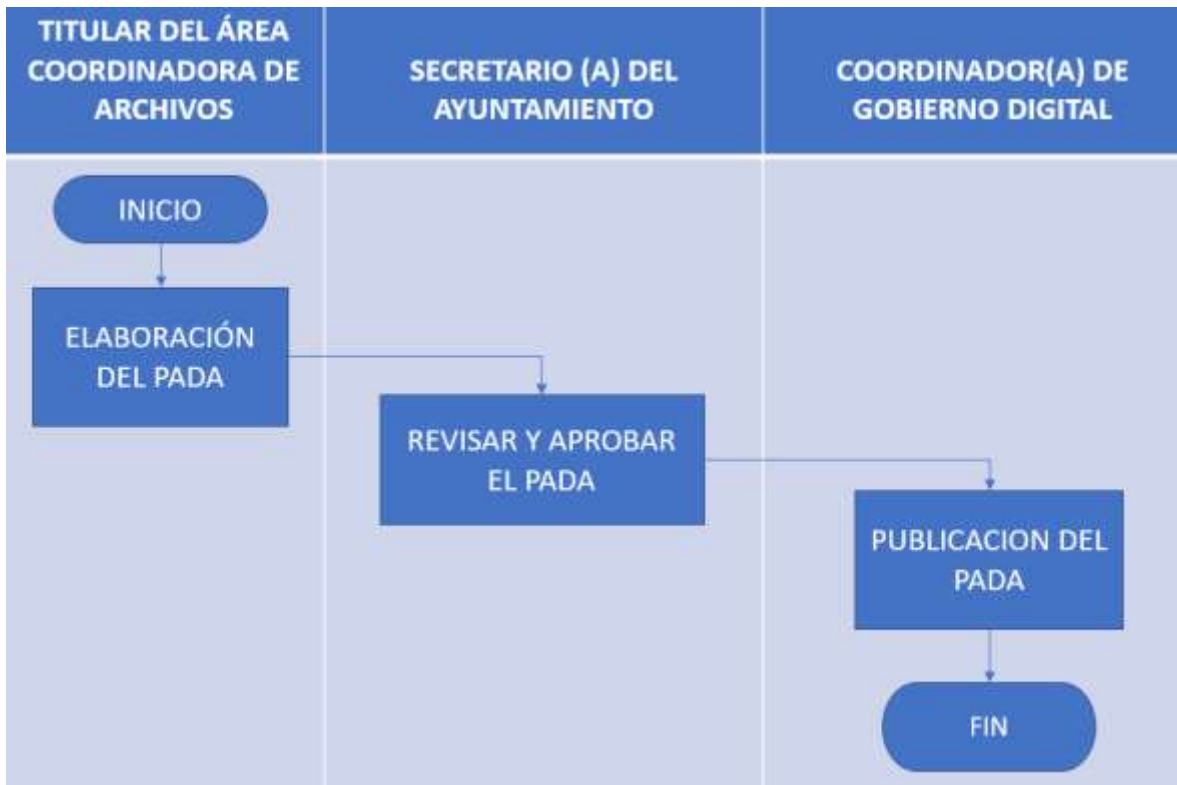 TITULAR DEL ÁREA
COORDINADORA DE
ARCHIVOS
SECRETARIO (A) DEL
AYUNTAMIENTO
COORDINADOR(A) DE
GOBIERNO DIGITAL
INICIO
ELABORACIÓN
DEL PADA
REVISAR Y APROBAR
EL PADA
PUBLICACION DEL
PADA
FIN